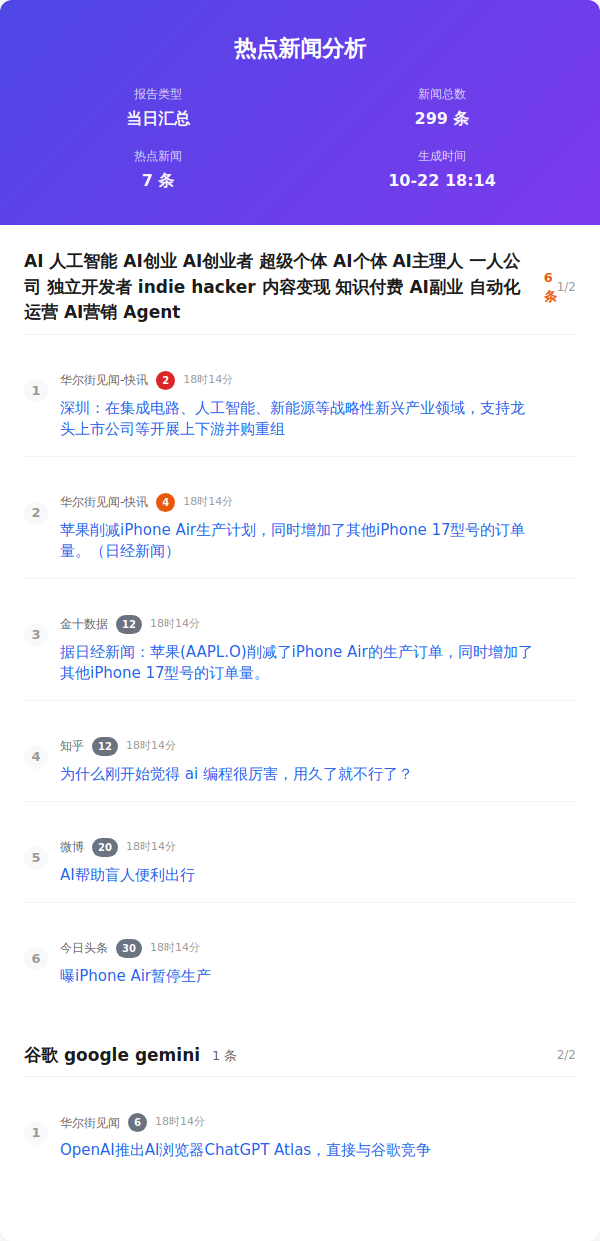 热点新闻分析
报告类型
新闻总数
当日汇总
299 条
热点新闻
生成时间
7 条
10-22 18:14
AI 人工智能 AI创业 AI创业者 超级个体 AI个体 AI主理人 一人公
司 独立开发者 indie hacker 内容变现 知识付费 AI副业 自动化
运营 AI营销 Agent
6
条
1/2
1
华尔街见闻-快讯 2 18时14分
深圳：在集成电路、人工智能、新能源等战略性新兴产业领域，支持龙
头上市公司等开展上下游并购重组
2
华尔街见闻-快讯 4 18时14分
苹果削减iPhone Air生产计划，同时增加了其他iPhone 17型号的订单
量。（日经新闻）
3
金十数据 12 18时14分
据日经新闻：苹果(AAPL.O)削减了iPhone Air的生产订单，同时增加了
其他iPhone 17型号的订单量。
4
知乎 12 18时14分
为什么刚开始觉得 ai 编程很厉害，用久了就不行了？
5
微博 20 18时14分
AI帮助盲人便利出行
6
今日头条 30 18时14分
曝iPhone Air暂停生产
谷歌 google gemini 1 条 2/2
1
华尔街见闻 6 18时14分
OpenAI推出AI浏览器ChatGPT Atlas，直接与谷歌竞争